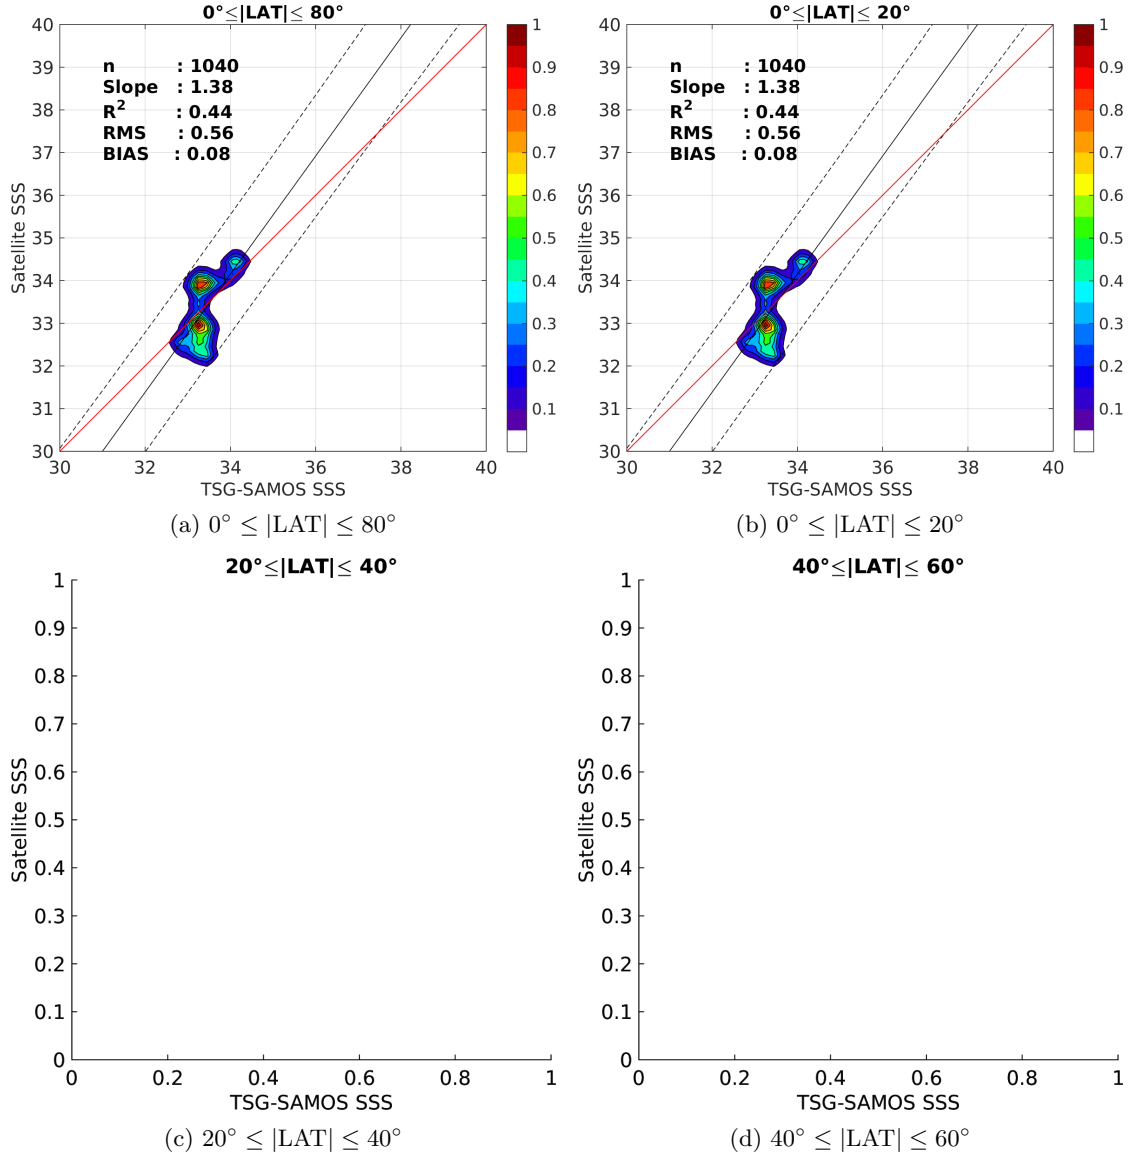 0°≤|LAT|≤ 80°
40
39
38
37
36
35
34
33
32
31
30
n : 1040
Slope : 1.38
R² : 0.44
RMS : 0.56
BIAS : 0.08
Satellite SSS
30 32 34 36 38 40
TSG-SAMOS SSS
1
0.9
0.8
0.7
0.6
0.5
0.4
0.3
0.2
0.1
(a) 0° ≤ |LAT| ≤ 80°
0°≤|LAT|≤ 20°
40
39
38
37
36
35
34
33
32
31
30
n : 1040
Slope : 1.38
R² : 0.44
RMS : 0.56
BIAS : 0.08
Satellite SSS
30 32 34 36 38 40
TSG-SAMOS SSS
1
0.9
0.8
0.7
0.6
0.5
0.4
0.3
0.2
0.1
(b) 0° ≤ |LAT| ≤ 20°
20°≤|LAT|≤ 40°
1
0.9
0.8
0.7
0.6
0.5
0.4
0.3
0.2
0.1
0
Satellite SSS
0 0.2 0.4 0.6 0.8 1
TSG-SAMOS SSS
(c) 20° ≤ |LAT| ≤ 40°
40°≤|LAT|≤ 60°
1
0.9
0.8
0.7
0.6
0.5
0.4
0.3
0.2
0.1
0
Satellite SSS
0 0.2 0.4 0.6 0.8 1
TSG-SAMOS SSS
(d) 40° ≤ |LAT| ≤ 60°